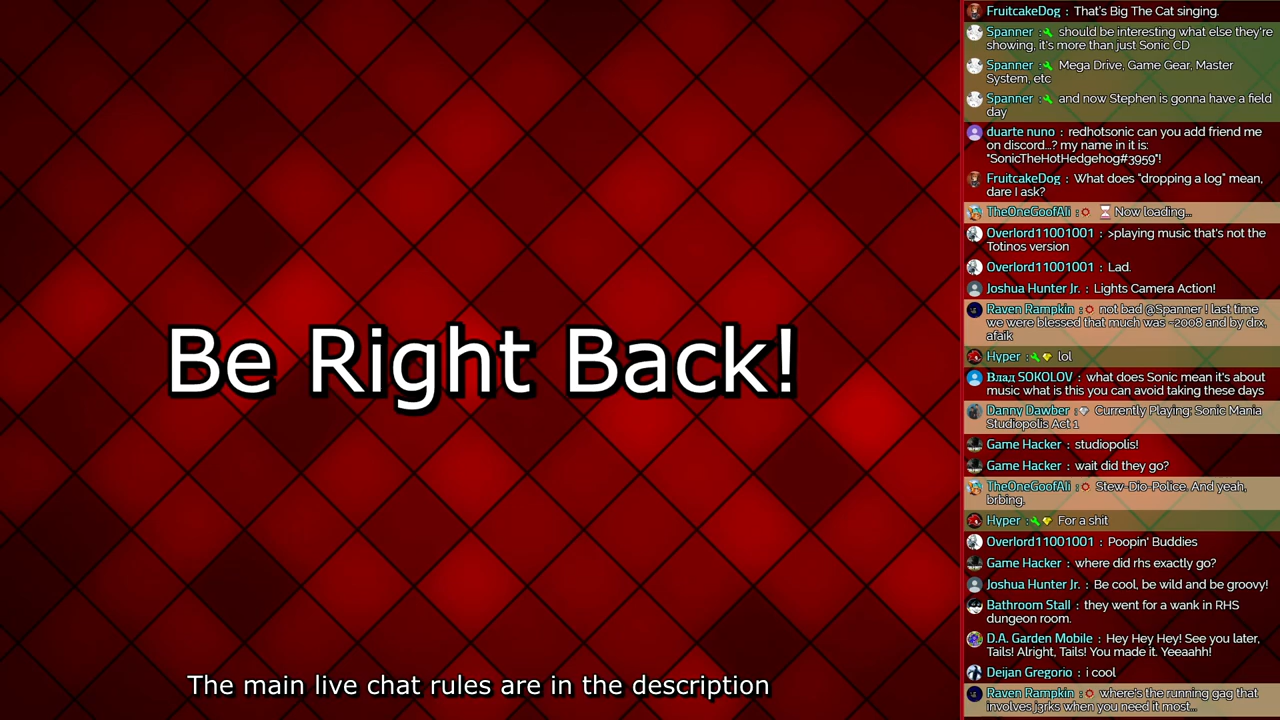 Be Right Back!
The main live chat rules are in the description
FruitcakeDog : That's Big The Cat singing.
Spanner : should be interesting what else they're
showing, it's more than just Sonic CD
Spanner : Mega Drive, Game Gear, Master
System, etc
Spanner : and now Stephen is gonna have a field
day
duarte nuno : redhotsonic can you add friend me
on discord...? my name in it is:
"SonicTheHotHedgehog#3959"!
FruitcakeDog : What does "dropping a log" mean,
dare I ask?
TheOneGoofAli : ⏳ Now loading...
Overlord11001001 : >playing music that's not the
Totinos version
Overlord11001001 : Lad.
Joshua Hunter Jr. : Lights Camera Action!
Raven Rampkin : not bad @Spanner ! last time
we were blessed that much was ~2008 and by drx,
afaik
Hyper : lol
Влад SOKOLOV : what does Sonic mean it's about
music what is this you can avoid taking these days
Danny Dawber : Currently Playing: Sonic Mania
Studiopolis Act 1
Game Hacker : studiopolis!
Game Hacker : wait did they go?
TheOneGoofAli : Stew-Dio-Police. And yeah,
brbing.
Hyper : For a shit
Overlord11001001 : Poopin' Buddies
Game Hacker : where did rhs exactly go?
Joshua Hunter Jr. : Be cool, be wild and be groovy!
Bathroom Stall : they went for a wank in RHS
dungeon room.
D.A. Garden Mobile : Hey Hey Hey! See you later,
Tails! Alright, Tails! You made it. Yeeaahh!
Deijan Gregorio : i cool
Raven Rampkin : where's the running gag that
involves j3rks when you need it most...